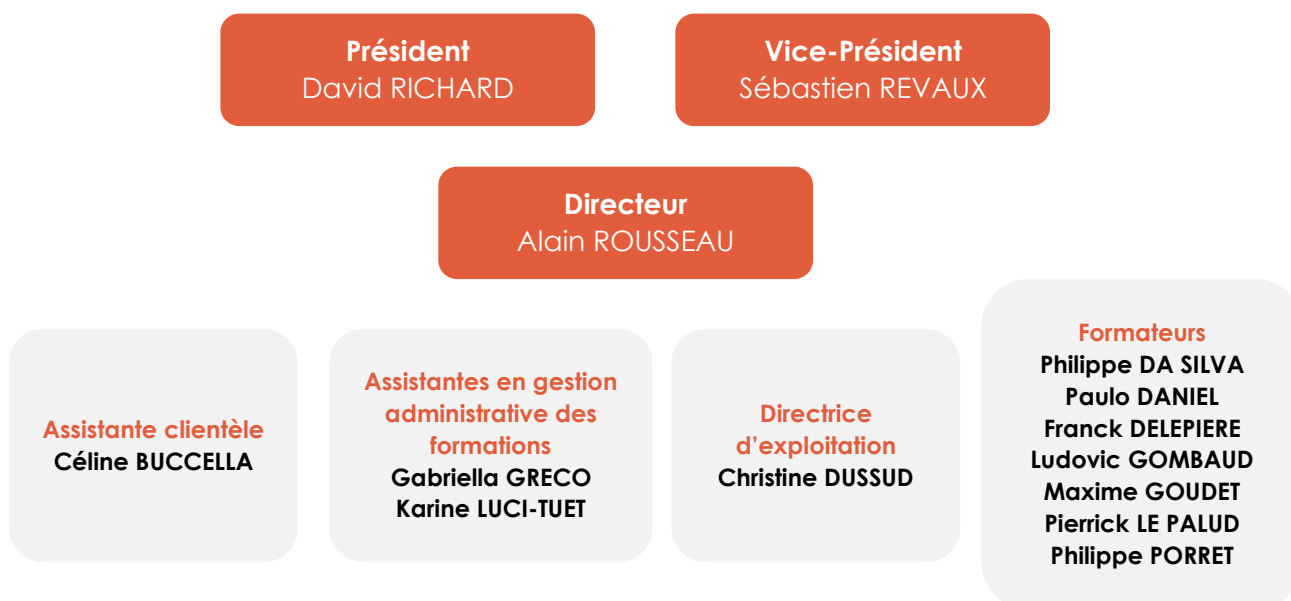 Président
David RICHARD
Vice-Président
Sébastien REVAUX
Directeur
Alain ROUSSEAU
Assistante clientèle
Céline BUCCELLA
Assistantes en gestion
administrative des
formations
Gabriella GRECO
Karine LUCI-TUET
Directrice
d'exploitation
Christine DUSSUD
Formateurs
Philippe DA SILVA
Paulo DANIEL
Franck DELEPIERE
Ludovic GOMBAUD
Maxime GOUDET
Pierrick LE PALUD
Philippe PORRET